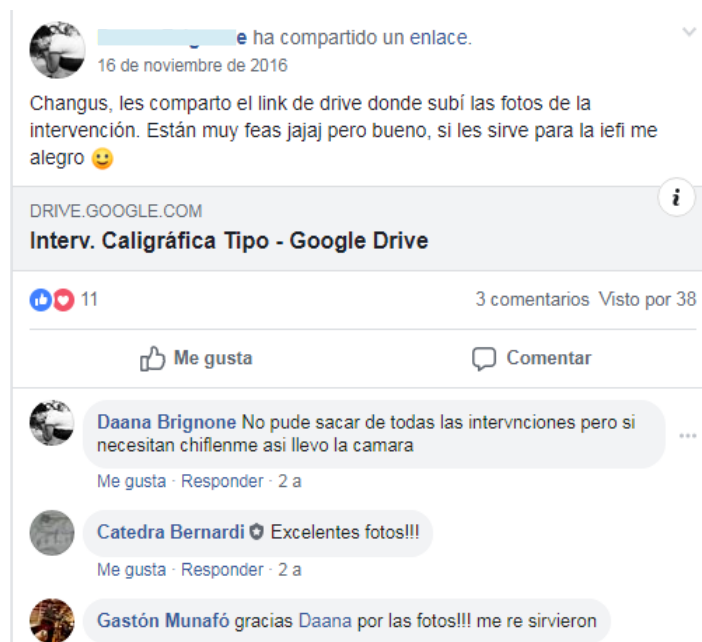 e ha compartido un enlace.
16 de noviembre de 2016
Changus, les comparto el link de drive donde subí las fotos de la
intervención. Están muy feas jajaj pero bueno, si les sirve para la iefi me
alegro 🙂
i
DRIVE.GOOGLE.COM
Interv. Caligráfica Tipo - Google Drive
11
3 comentarios Visto por 38
Me gusta
Comentar
Daana Brignone No pude sacar de todas las intervnciones pero si
necesitan chiflenme asi llevo la camara
Me gusta · Responder · 2 a
Catedra Bernardi Excelentes fotos!!!
Me gusta · Responder · 2 a
Gastón Munafó gracias Daana por las fotos!!! me re sirvieron